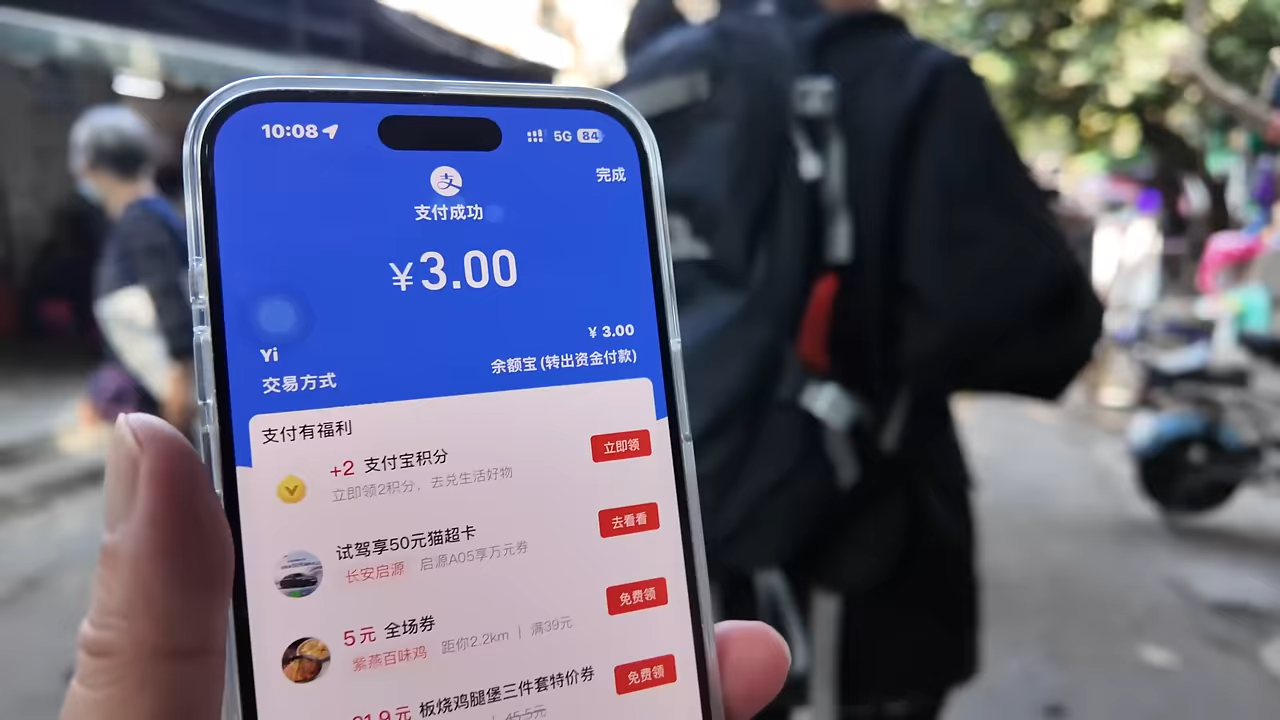 10:08 5G 84
完成
支
支付成功
¥3.00
Yi ¥ 3.00
交易方式 余额宝 (转出资金付款)
支付有福利
+2 支付宝积分 立即领
立即领2积分，去兑生活好物
试驾享50元猫超卡 去看看
长安启源 启源A05享万元券
5元 全场券 免费领
紫燕百味鸡 距你2.2km | 满39元
.9元 板烧鸡腿堡三件套特价券 免费领
45.5元